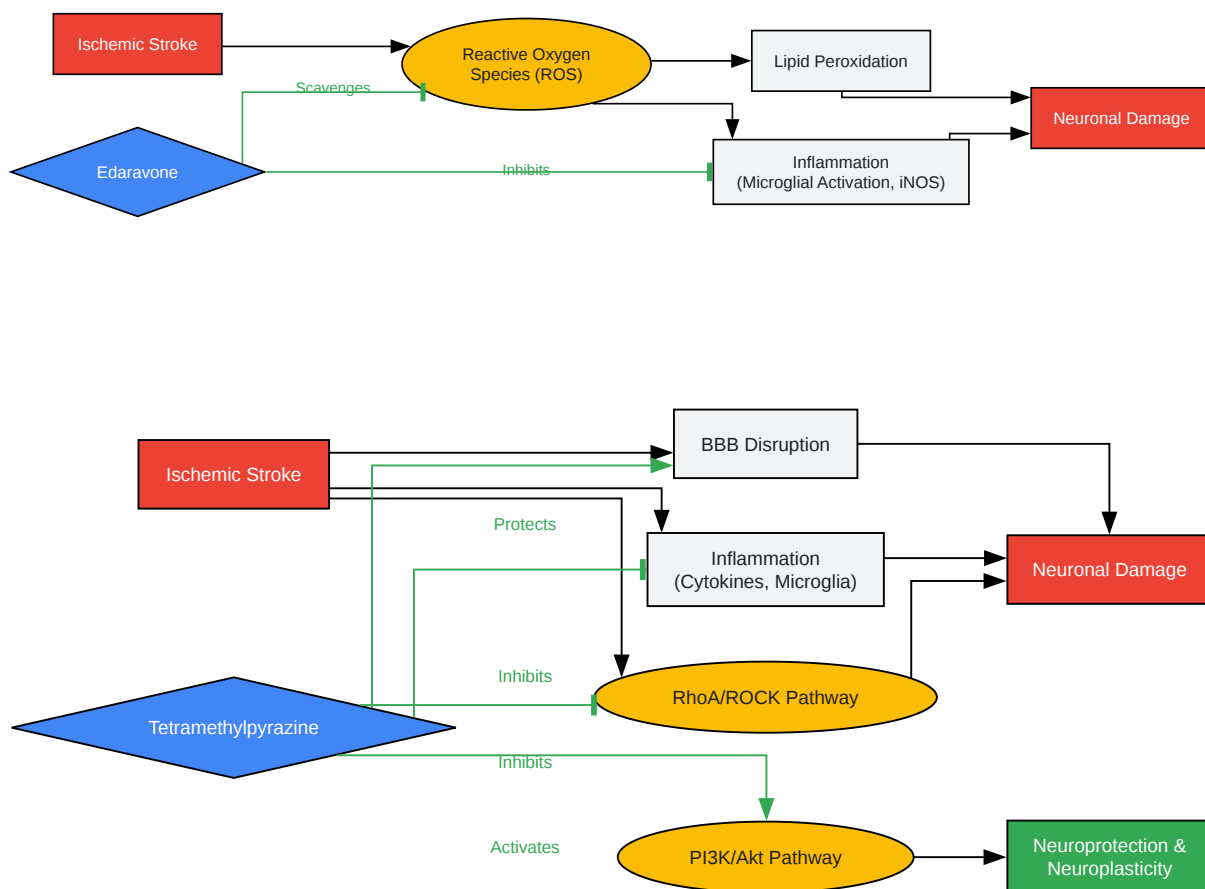 Ischemic Stroke
Reactive Oxygen
Species (ROS)
Lipid Peroxidation
Scavenges
Neuronal Damage
Edaravone
Inhibits
Inflammation
(Microglial Activation, iNOS)
BBB Disruption
Ischemic Stroke
Protects
Inflammation
(Cytokines, Microglia)
Neuronal Damage
Inhibits
RhoA/ROCK Pathway
Tetramethylpyrazine
Inhibits
Activates
PI3K/Akt Pathway
Neuroprotection &
Neuroplasticity